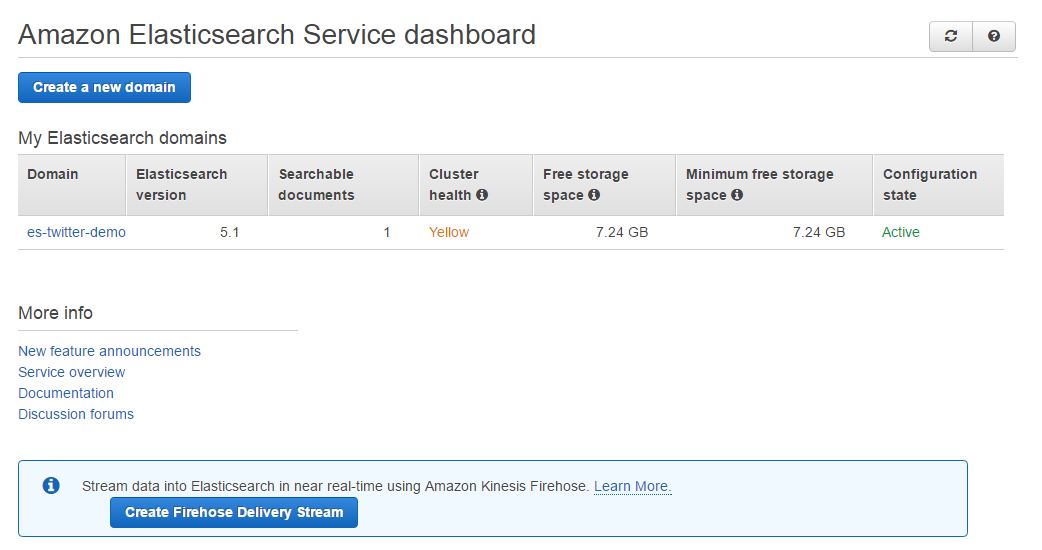 Amazon Elasticsearch Service dashboard
Create a new domain
My Elasticsearch domains
Domain
Elasticsearch version
Searchable documents
Cluster health
Free storage space
Minimum free storage space
Configuration state
es-twitter-demo 5.1 1 Yellow 7.24 GB 7.24 GB Active
More info
New feature announcements
Service overview
Documentation
Discussion forums
Stream data into Elasticsearch in near real-time using Amazon Kinesis Firehose. Learn More.
Create Firehose Delivery Stream